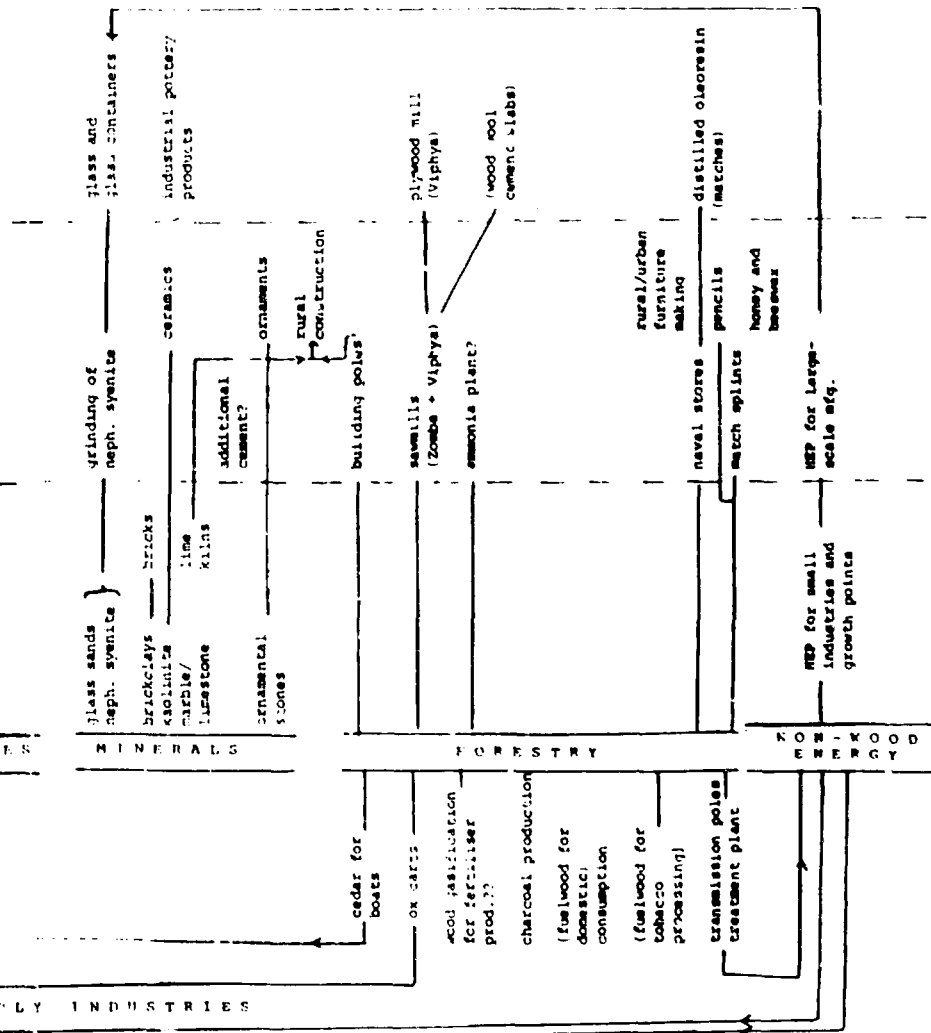 glass and
glass containers
industrial pottery
products
plywood mill
(Viphya)
(wood wool
cement slabs)
distilled oleoresin
(matches)
grinding of
neph. syenite
ceramics
additional
cement?
ornaments
rural
construction
building poles
sawmills
(Zomba + Viphya)
ammonia plant?
rural/urban
furniture
making
naval stores
pencils
match splints
honey and
beeswax
MEP for Large-
scale mfg.
glass sands
neph. syenite
brickclays
bricks
kaolinite
marble/
limestone
lime
kilns
ornamental
stones
MEP for small
industries and
growth points
ES
MINERALS
FORESTRY
NON-WOOD
ENERGY
cedar for
boats
ox carts
wood gasification
for fertiliser
prod.??
charcoal production
(fuelwood for
domestic
consumption
(fuelwood for
tobacco
processing)
transmission poles
treatment plant
LY INDUSTRIES